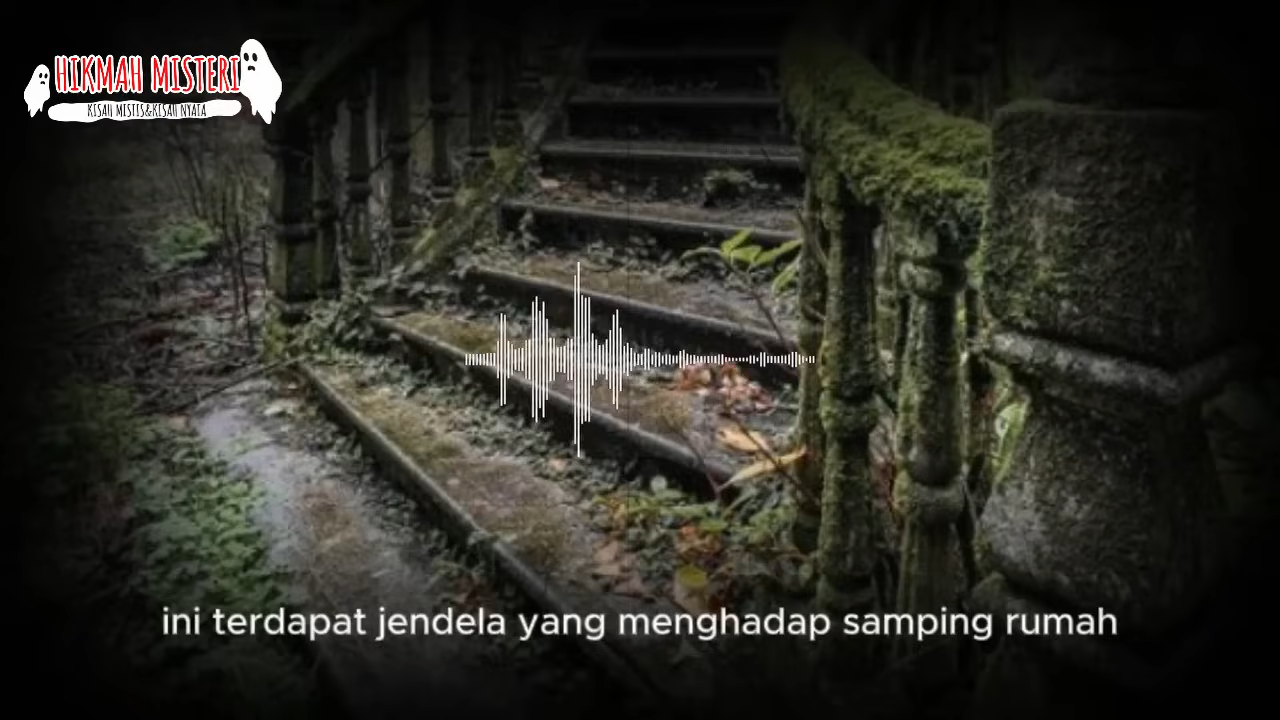 HIKMAH MISTERI
KISAH MISTIS&KISAH NYATA
ini terdapat jendela yang menghadap samping rumah